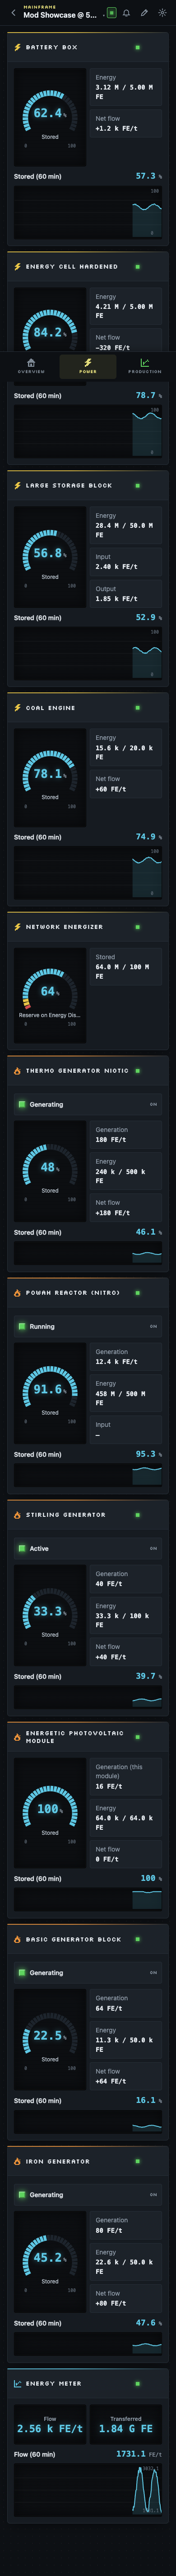 MAINFRAME
Mod Showcase @ 5...
BATTERY BOX
62.4 %
Stored
0 100
Energy
3.12 M / 5.00 M
FE
Net flow
+1.2 k FE/t
Stored (60 min) 57.3 %
100
0
ENERGY CELL HARDENED
84.2 %
Energy
4.21 M / 5.00 M
FE
Net flow
−320 FE/t
OVERVIEW
POWER
PRODUCTION
Stored (60 min) 78.7 %
100
0
LARGE STORAGE BLOCK
56.8 %
Stored
0 100
Energy
28.4 M / 50.0 M
FE
Input
2.40 k FE/t
Output
1.85 k FE/t
Stored (60 min) 52.9 %
100
0
COAL ENGINE
78.1 %
Stored
0 100
Energy
15.6 k / 20.0 k
FE
Net flow
+60 FE/t
Stored (60 min) 74.9 %
100
0
NETWORK ENERGIZER
64 %
Reserve on Energy Dis...
0 100
Stored
64.0 M / 100 M
FE
THERMO GENERATOR NIOTIC
Generating ON
48 %
Stored
0 100
Generation
180 FE/t
Energy
240 k / 500 k
FE
Net flow
+180 FE/t
Stored (60 min) 46.1 %
POWAH REACTOR (NITRO)
Running ON
91.6 %
Stored
0 100
Generation
12.4 k FE/t
Energy
458 M / 500 M
FE
Input
—
Stored (60 min) 95.3 %
STIRLING GENERATOR
Active ON
33.3 %
Stored
0 100
Generation
40 FE/t
Energy
33.3 k / 100 k
FE
Net flow
+40 FE/t
Stored (60 min) 39.7 %
ENERGETIC PHOTOVOLTAIC
MODULE
100 %
Stored
0 100
Generation (this
module)
16 FE/t
Energy
64.0 k / 64.0 k
FE
Net flow
0 FE/t
Stored (60 min) 100 %
BASIC GENERATOR BLOCK
Generating ON
22.5 %
Stored
0 100
Generation
64 FE/t
Energy
11.3 k / 50.0 k
FE
Net flow
+64 FE/t
Stored (60 min) 16.1 %
IRON GENERATOR
Generating ON
45.2 %
Stored
0 100
Generation
80 FE/t
Energy
22.6 k / 50.0 k
FE
Net flow
+80 FE/t
Stored (60 min) 47.6 %
ENERGY METER
Flow
2.56 k FE/t
Transferred
1.84 G FE
Flow (60 min) 1731.1 FE/t